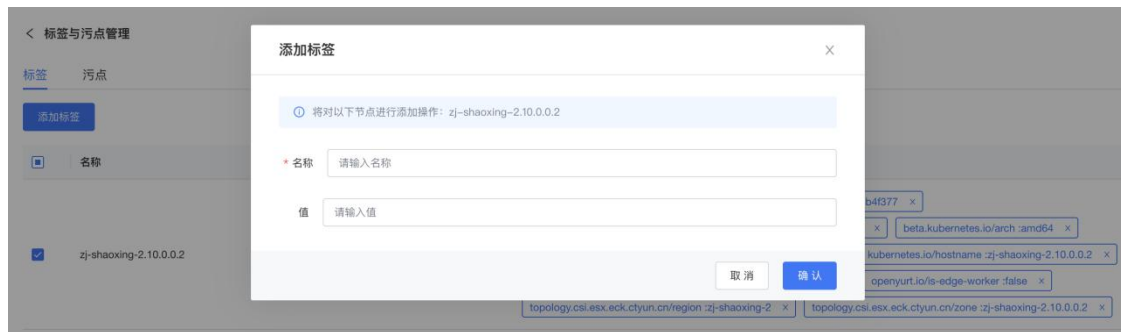 标签与污点管理
标签 污点
添加标签
名称
添加标签
将对以下节点进行添加操作：zj-shaoxing-2.10.0.0.2
* 名称 请输入名称
值 请输入值
取 消 确 认
zj-shaoxing-2.10.0.0.2
b4f377 ×
× beta.kubernetes.io/arch :amd64 ×
kubernetes.io/hostname :zj-shaoxing-2.10.0.0.2 ×
openyurt.io/is-edge-worker :false ×
topology.csi.esx.eck.ctyun.cn/region :zj-shaoxing-2 × topology.csi.esx.eck.ctyun.cn/zone :zj-shaoxing-2.10.0.0.2 ×